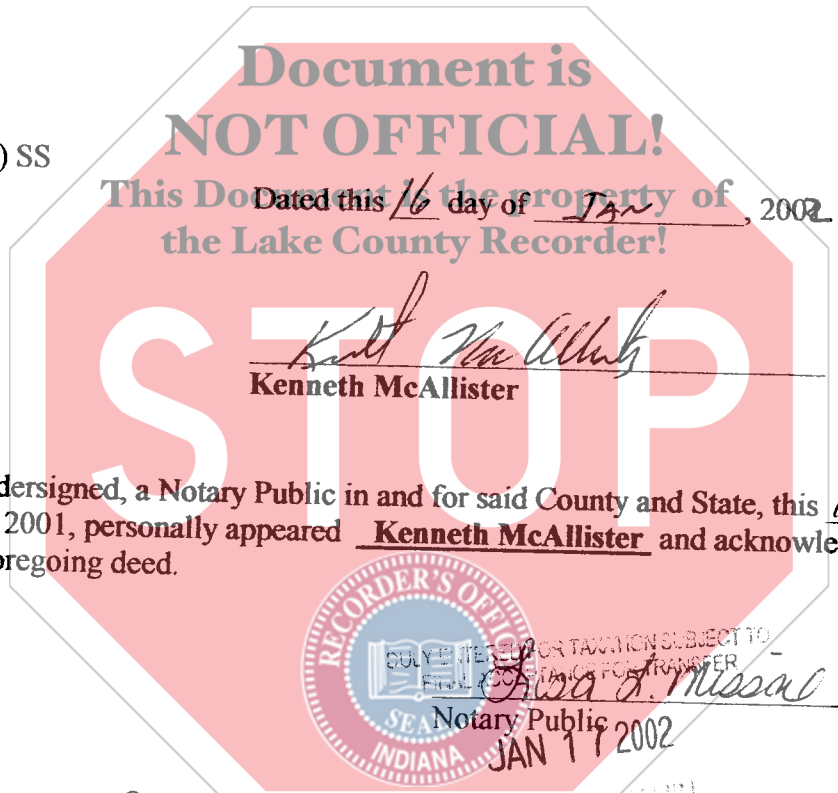 Document is
NOT OFFICIAL!
) SS
This Document is the property of
Dated this 16 day of JAN, 2002.
the Lake County Recorder!
STOP
Kenneth McAllister
dersigned, a Notary Public in and for said County and State, this
2001, personally appeared Kenneth McAllister and acknowle
oregoing deed.
RECORDER'S OFFICE
DULY ENTERED FOR TAXATION SUBJECT TO
FINAL ACCEPTANCE FOR TRANSFER
Lisa L. Missal
Notary Public
SEAL
JAN 17 2002
INDIANA